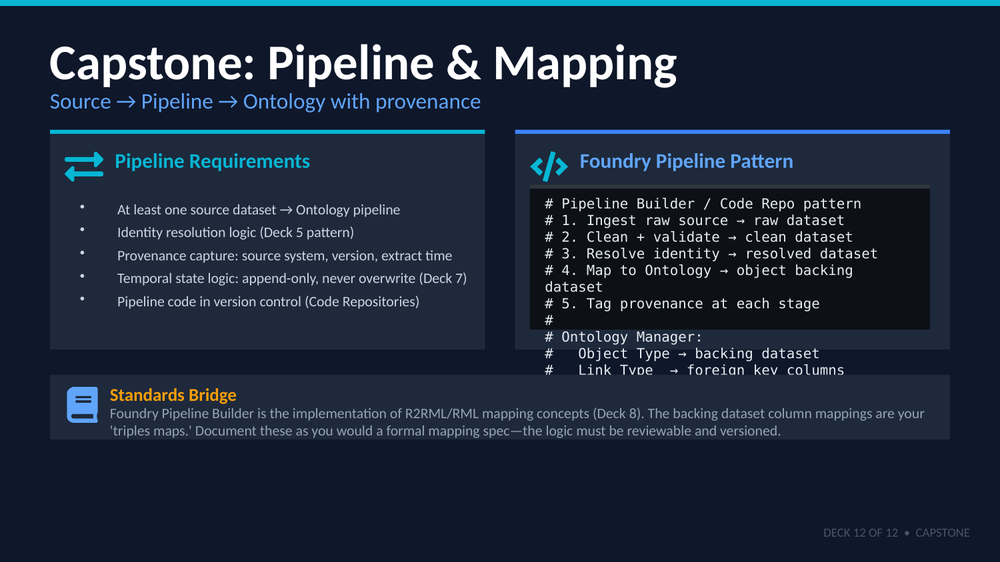 Capstone: Pipeline & Mapping
Source → Pipeline → Ontology with provenance
Pipeline Requirements
• At least one source dataset → Ontology pipeline
• Identity resolution logic (Deck 5 pattern)
• Provenance capture: source system, version, extract time
• Temporal state logic: append-only, never overwrite (Deck 7)
• Pipeline code in version control (Code Repositories)
Foundry Pipeline Pattern
# Pipeline Builder / Code Repo pattern
# 1. Ingest raw source → raw dataset
# 2. Clean + validate → clean dataset
# 3. Resolve identity → resolved dataset
# 4. Map to Ontology → object backing
dataset
# 5. Tag provenance at each stage
#
# Ontology Manager:
#   Object Type → backing dataset
#   Link Type  → foreign key columns
Standards Bridge
Foundry Pipeline Builder is the implementation of R2RML/RML mapping concepts (Deck 8). The backing dataset column mappings are your
'triples maps.' Document these as you would a formal mapping spec—the logic must be reviewable and versioned.
DECK 12 OF 12 • CAPSTONE